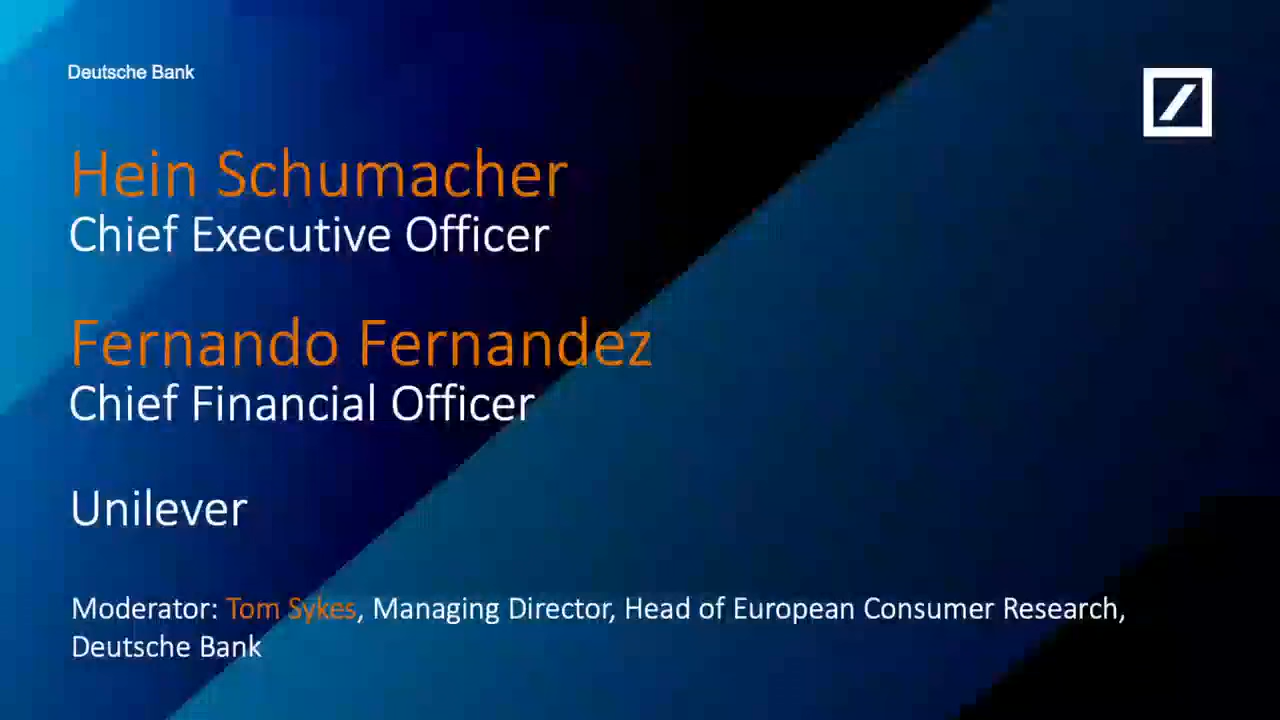 Deutsche Bank
Hein Schumacher
Chief Executive Officer
Fernando Fernandez
Chief Financial Officer
Unilever
Moderator: Tom Sykes, Managing Director, Head of European Consumer Research,
Deutsche Bank